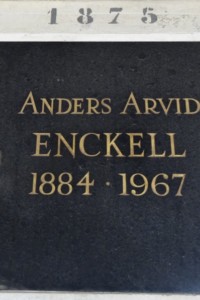 1875
ANDERS ARVID
ENCKELL
1884 · 1967